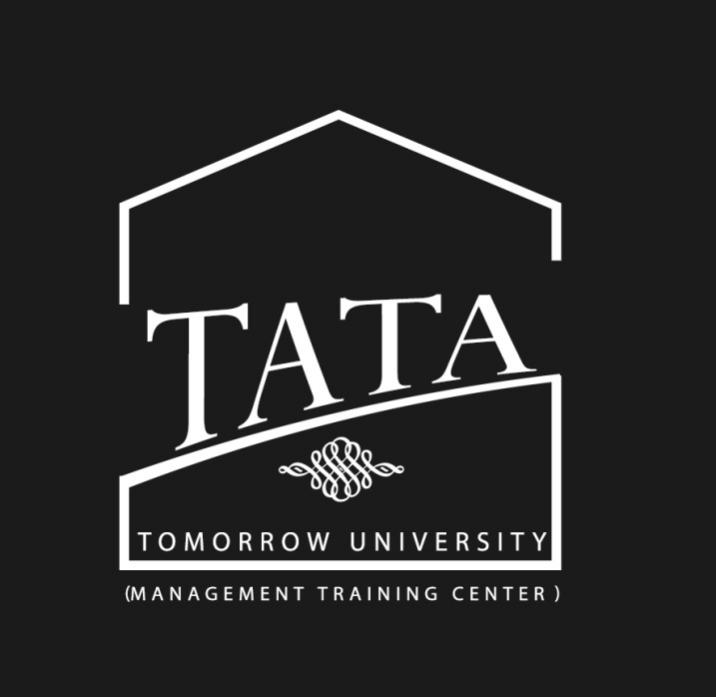 TATA
TOMORROW UNIVERSITY
(MANAGEMENT TRAINING CENTER )